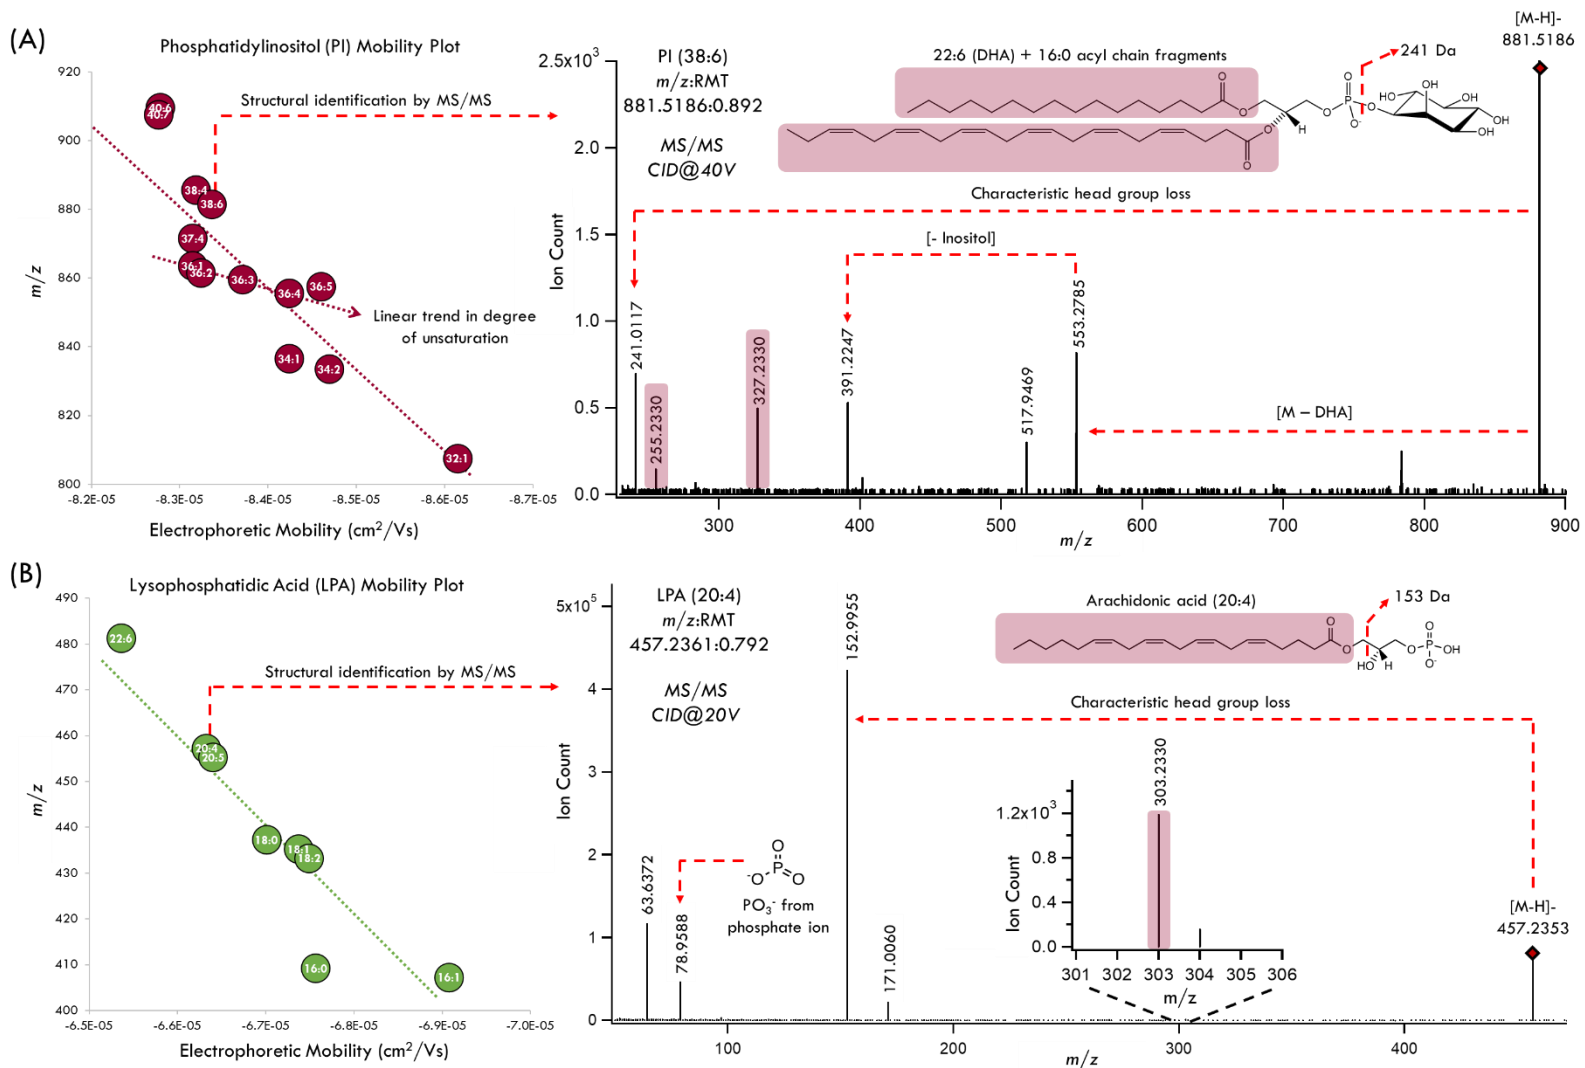 (A)
Phosphatidylinositol (PI) Mobility Plot
920
900
880
860
840
820
800
m/z
-8.2E-05 -8.3E-05 -8.4E-05 -8.5E-05 -8.6E-05 -8.7E-05
Electrophoretic Mobility (cm²/Vs)
40:6
40:7
38:4
38:6
37:4
36:1
36:2
36:3
36:4
36:5
34:1
34:2
32:1
Structural identification by MS/MS
Linear trend in degree
of unsaturation
PI (38:6)
m/z:RMT
881.5186:0.892
MS/MS
CID@40V
22:6 (DHA) + 16:0 acyl chain fragments
241 Da
[M-H]-
881.5186
O
O
O
O
O
O
P
O
O-
H
OH
OH
OH
OH
HO
Characteristic head group loss
[- Inositol]
[M – DHA]
2.5x10³
2.0
1.5
1.0
0.5
0.0
Ion Count
241.0117
255.2330
327.2330
391.2247
517.9469
553.2785
300 400 500 600 700 800 900
m/z
(B)
Lysophosphatidic Acid (LPA) Mobility Plot
490
480
470
460
450
440
430
420
410
400
m/z
-6.5E-05 -6.6E-05 -6.7E-05 -6.8E-05 -6.9E-05 -7.0E-05
Electrophoretic Mobility (cm²/Vs)
22:6
20:4
20:5
18:0
18:1
18:2
16:0
16:1
Structural identification by MS/MS
LPA (20:4)
m/z:RMT
457.2361:0.792
MS/MS
CID@20V
Arachidonic acid (20:4)
153 Da
O
O
HO
H
O
P
O
O-
OH
Characteristic head group loss
[M-H]-
457.2353
5x10⁵
4
3
2
1
0
Ion Count
63.6372
78.9588
152.9955
171.0060
O
P
-O
O
PO₃⁻ from
phosphate ion
303.2330
1.2x10³
0.8
0.4
0.0
Ion Count
301 302 303 304 305 306
m/z
100 200 300 400
m/z